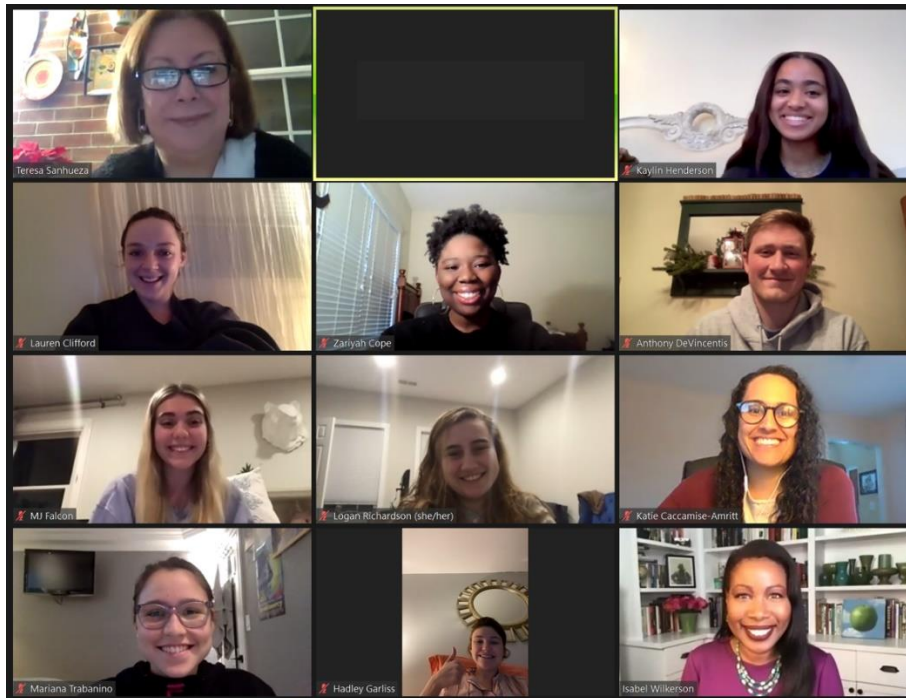 Teresa Sanhueza
Kaylin Henderson
Lauren Clifford
Zariyah Cope
Anthony DeVincentis
MJ Falcon
Logan Richardson (she/her)
Katie Caccamise-Amritt
Mariana Trabanino
Hadley Garliss
Isabel Wilkerson